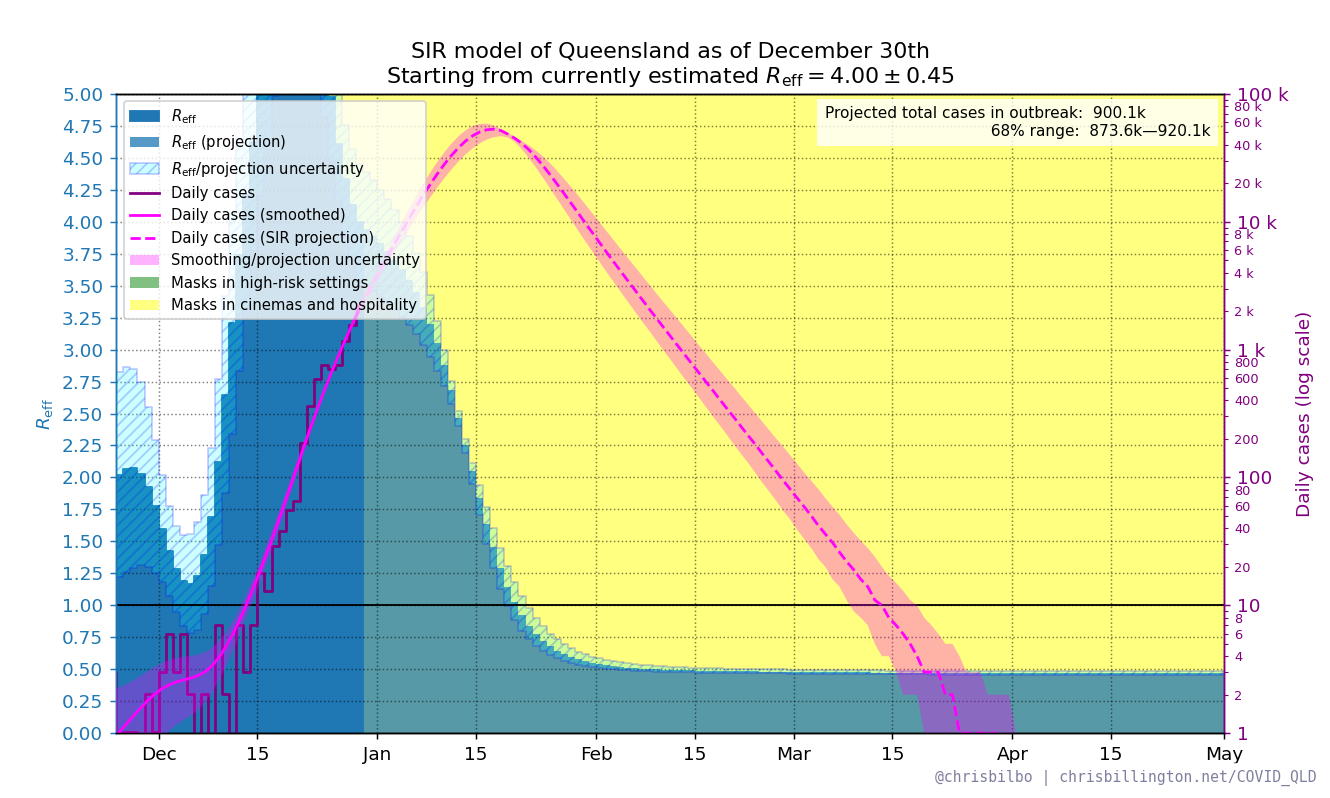 SIR model of Queensland as of December 30th
Starting from currently estimated R_eff = 4.00 ± 0.45
R_eff
R_eff (projection)
R_eff/projection uncertainty
Daily cases
Daily cases (smoothed)
Daily cases (SIR projection)
Smoothing/projection uncertainty
Masks in high-risk settings
Masks in cinemas and hospitality
Projected total cases in outbreak: 900.1k
68% range: 873.6k—920.1k
R_eff
5.00
4.75
4.50
4.25
4.00
3.75
3.50
3.25
3.00
2.75
2.50
2.25
2.00
1.75
1.50
1.25
1.00
0.75
0.50
0.25
0.00
100 k
80 k
60 k
40 k
20 k
10 k
8 k
6 k
4 k
2 k
1 k
800
600
400
200
100
80
60
40
20
10
8
6
4
2
1
Daily cases (log scale)
Dec 15 Jan 15 Feb 15 Mar 15 Apr 15 May
@chrisbilbo | chrisbillington.net/COVID_QLD